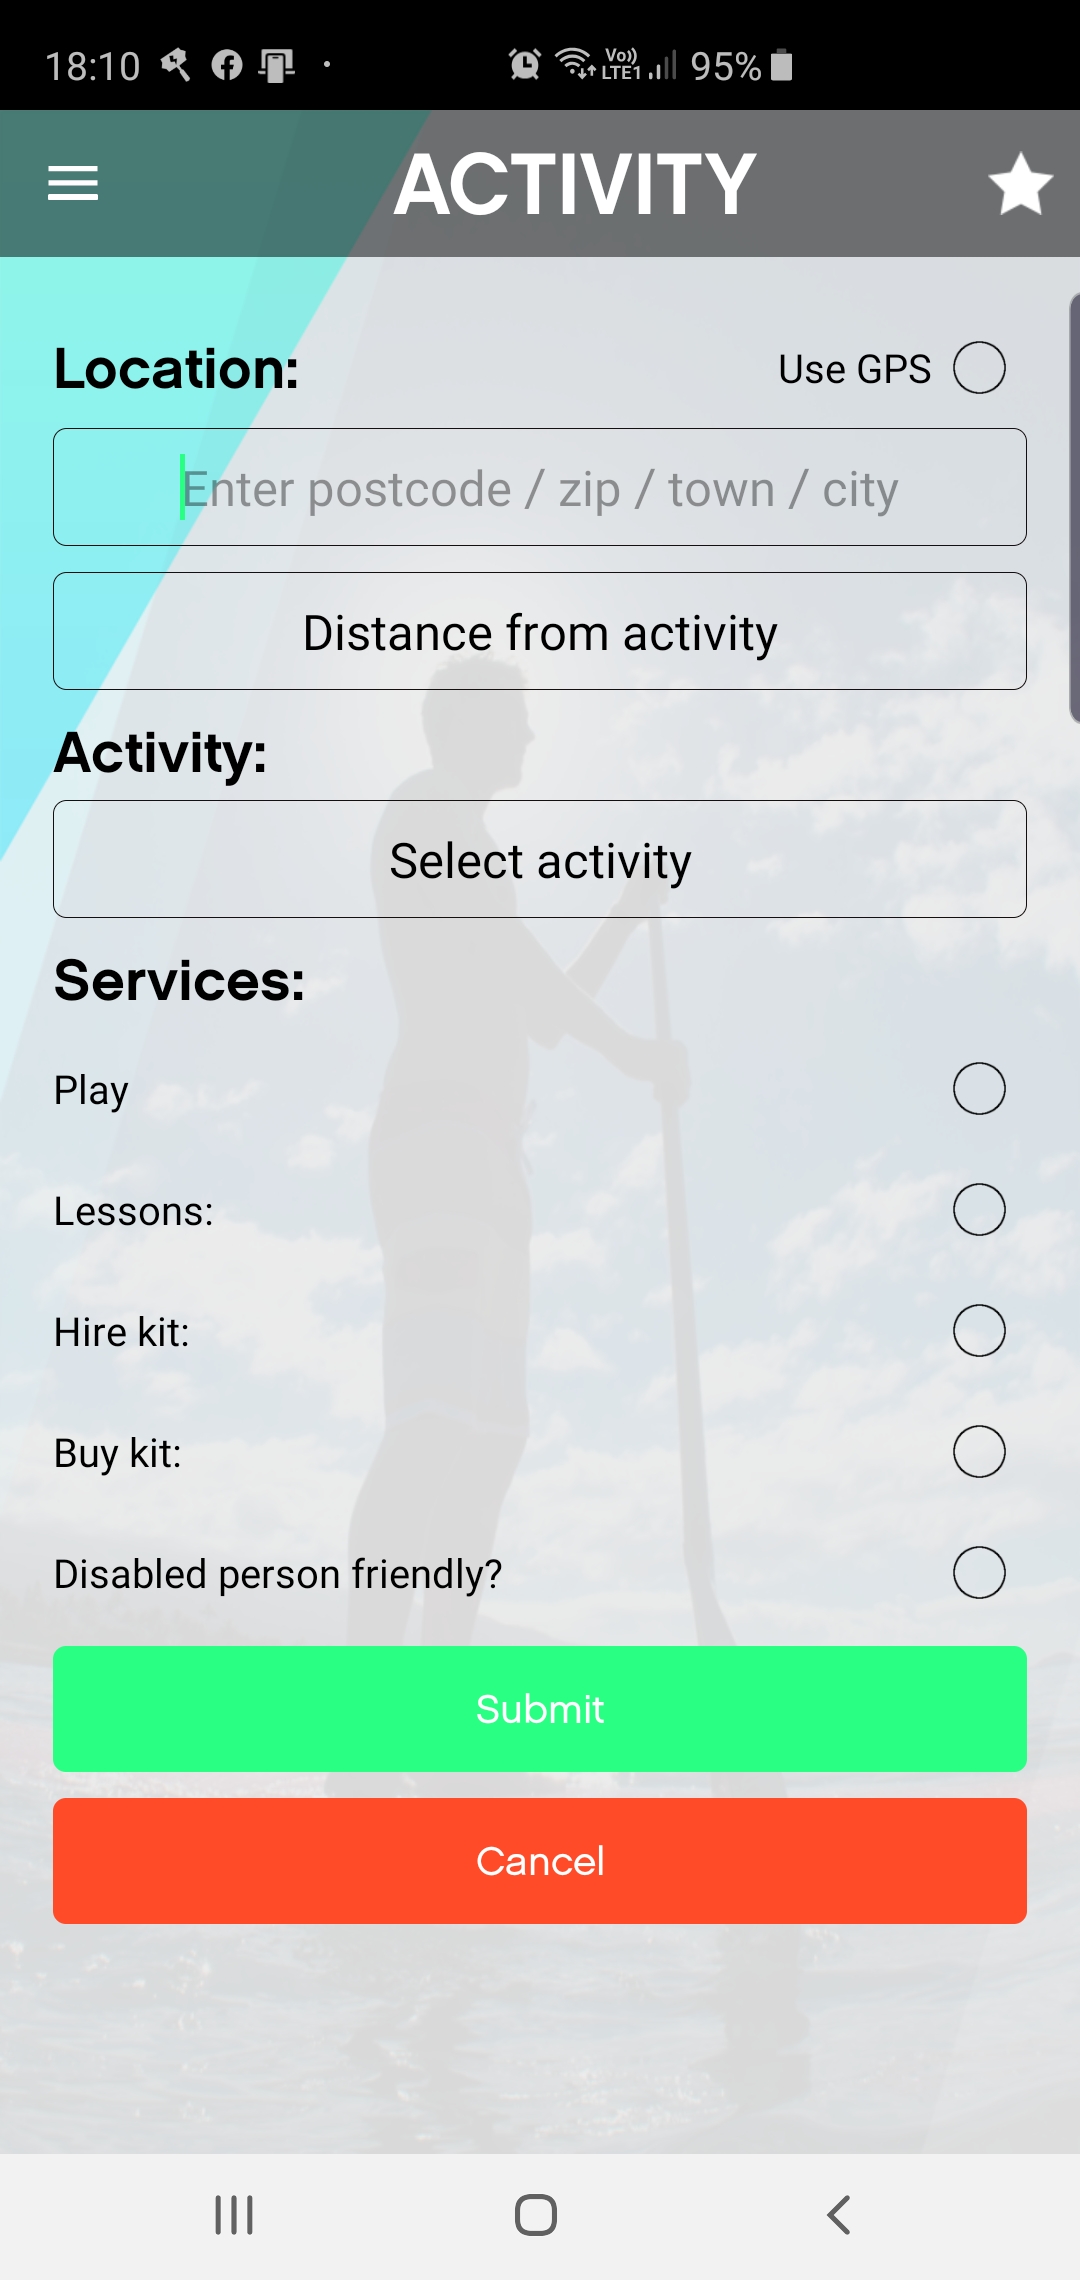 18:10 Vo)) LTE1 95%
ACTIVITY
Location: Use GPS
Enter postcode / zip / town / city
Distance from activity
Activity:
Select activity
Services:
Play
Lessons:
Hire kit:
Buy kit:
Disabled person friendly?
Submit
Cancel